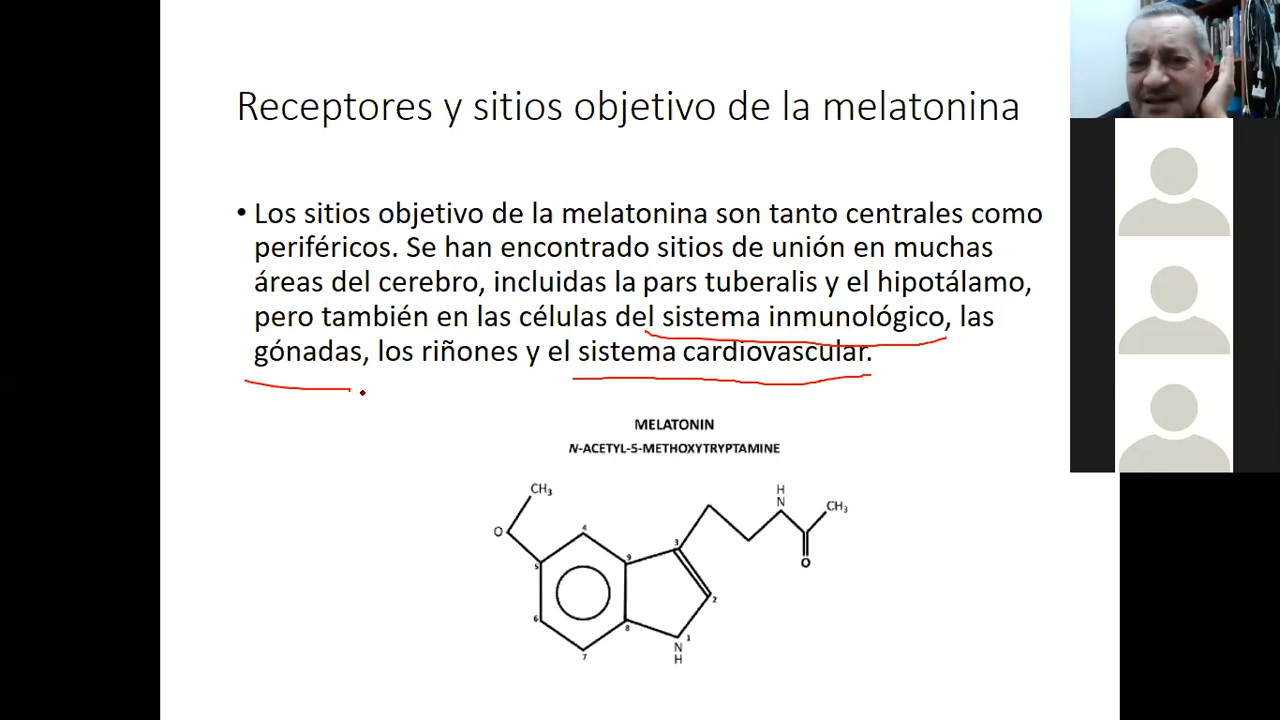 Receptores y sitios objetivo de la melatonina
• Los sitios objetivo de la melatonina son tanto centrales como
periféricos. Se han encontrado sitios de unión en muchas
áreas del cerebro, incluidas la pars tuberalis y el hipotálamo,
pero también en las células del sistema inmunológico, las
gónadas, los riñones y el sistema cardiovascular.
MELATONIN
N-ACETYL-5-METHOXYTRYPTAMINE
CH₃
H
N
CH₃
O
4
3
9
O
5
2
6
8
1
7
N
H